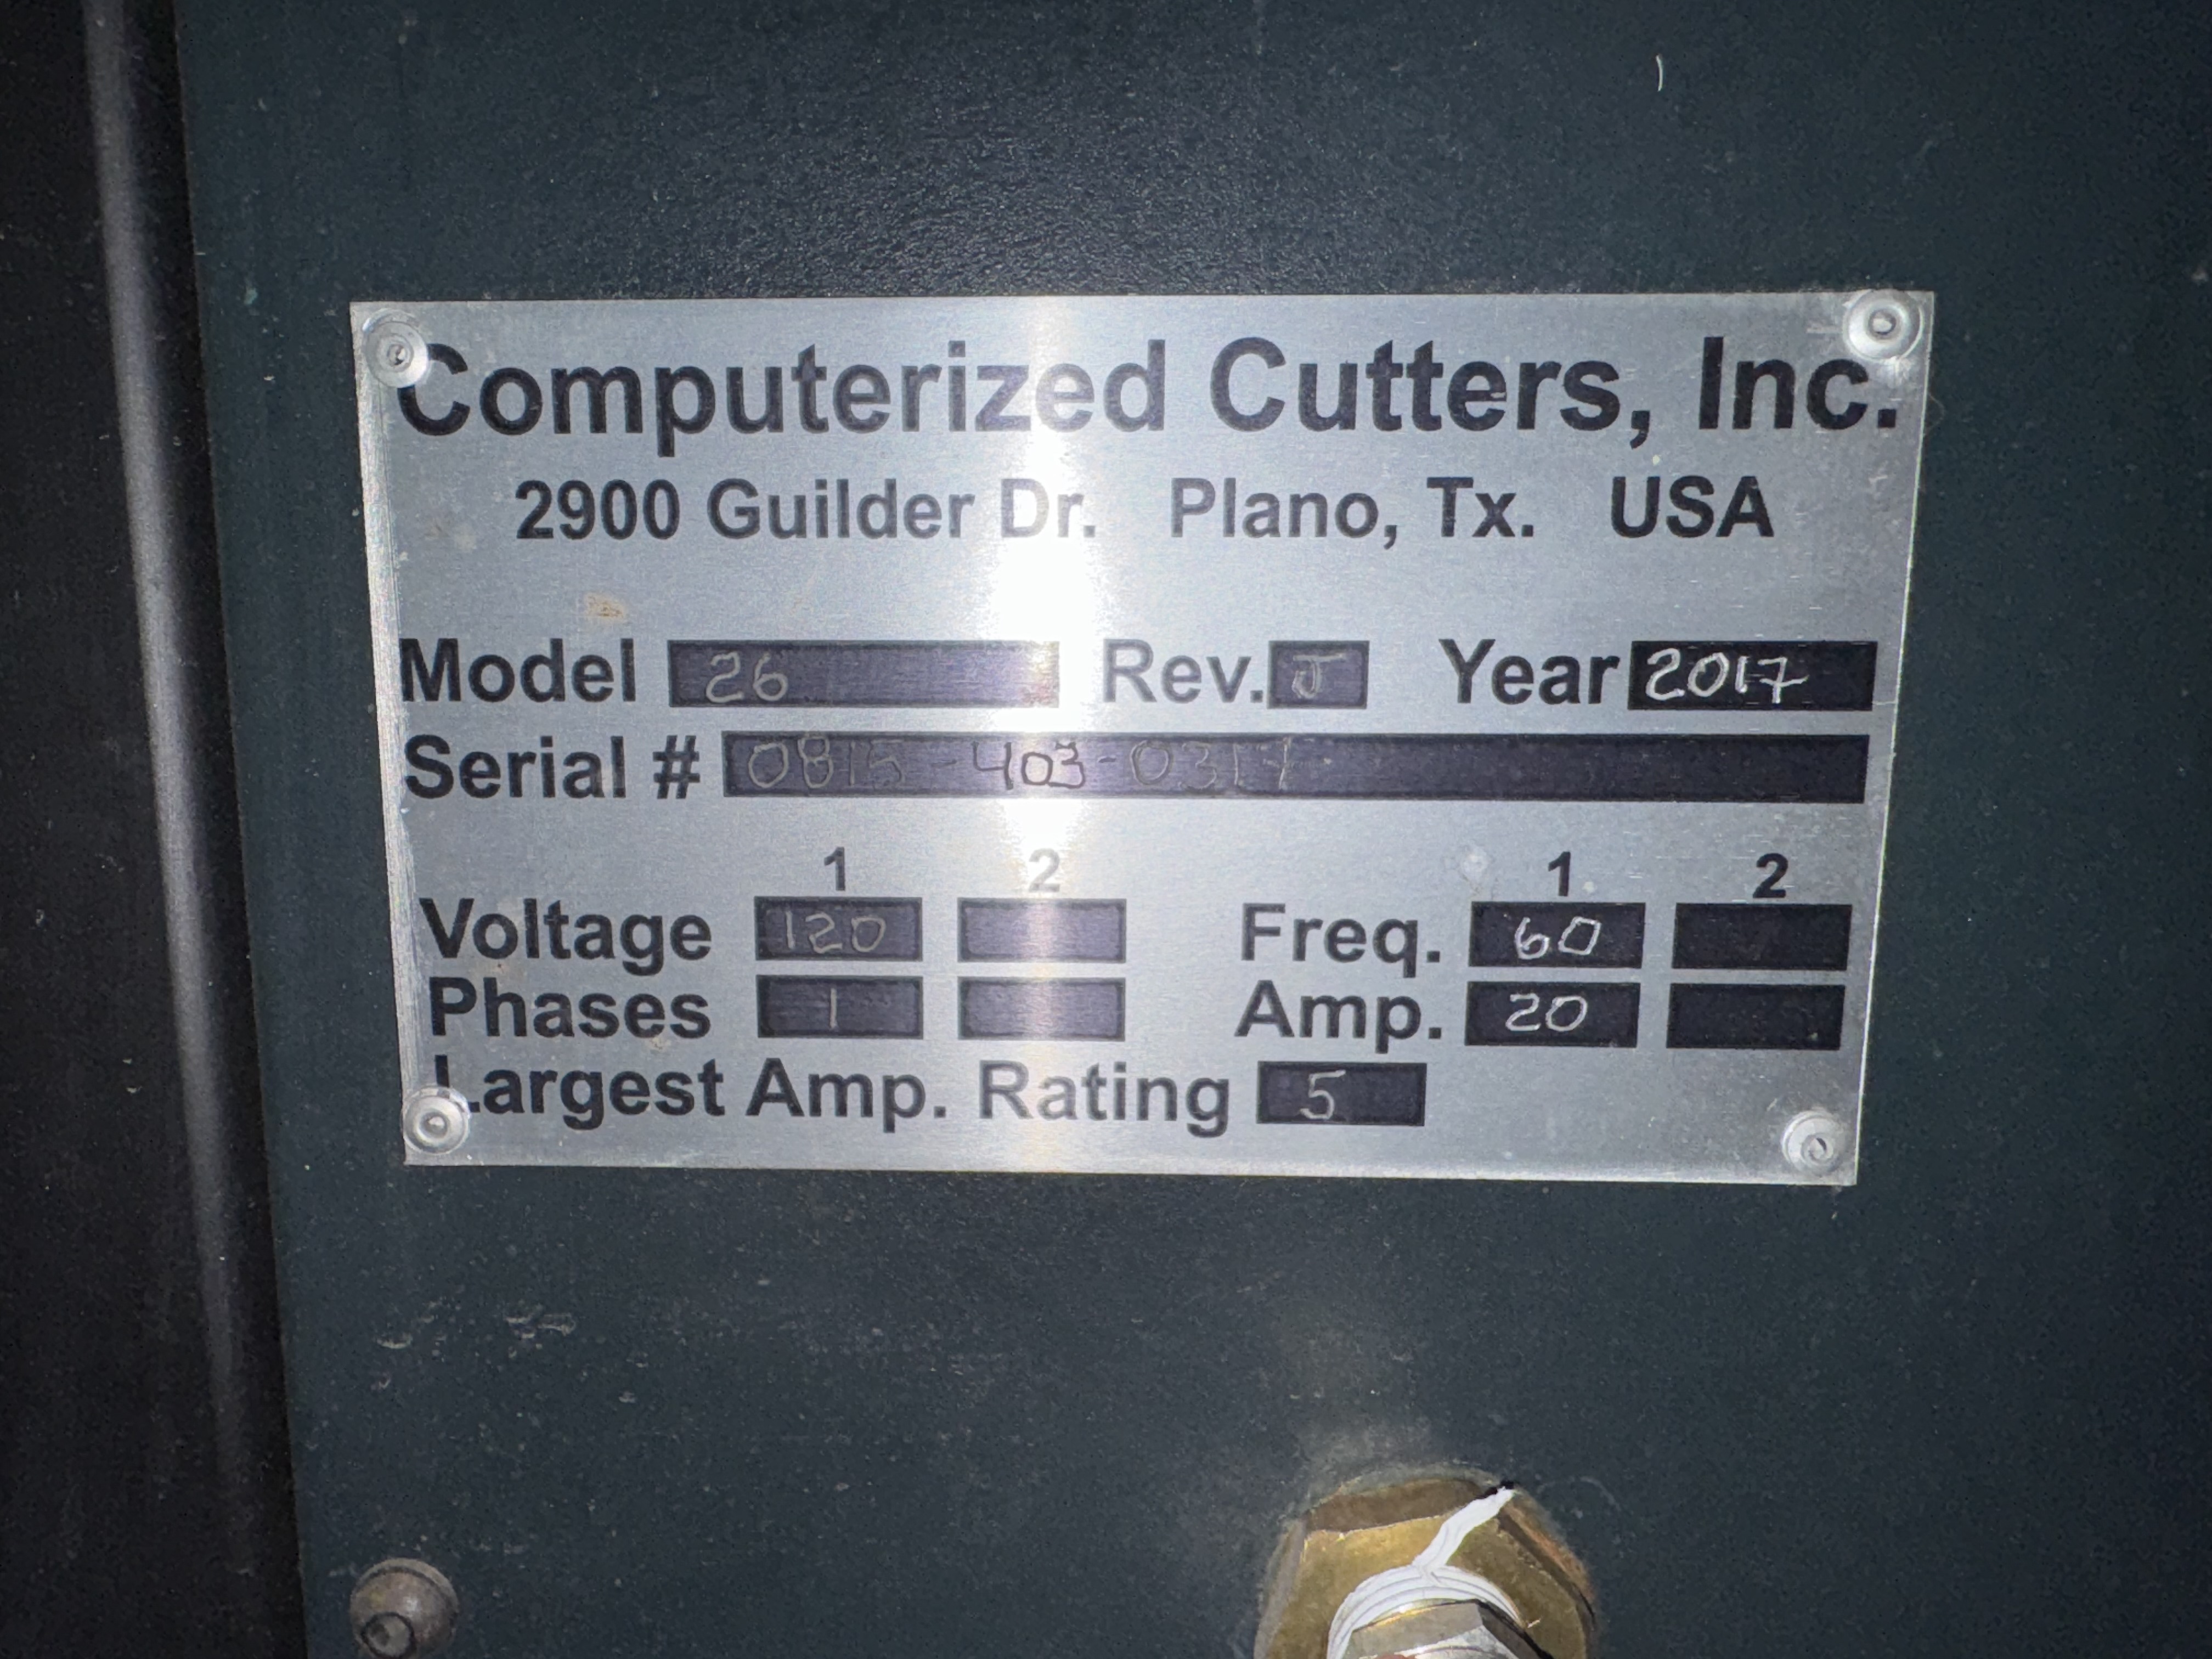 Computerized Cutters, Inc.
2900 Guilder Dr. Plano, Tx. USA
Model 26 Rev. J Year 2017
Serial # 0815-403-0317
1 2 1 2
Voltage 120 Freq. 60
Phases 1 Amp. 20
Largest Amp. Rating 5